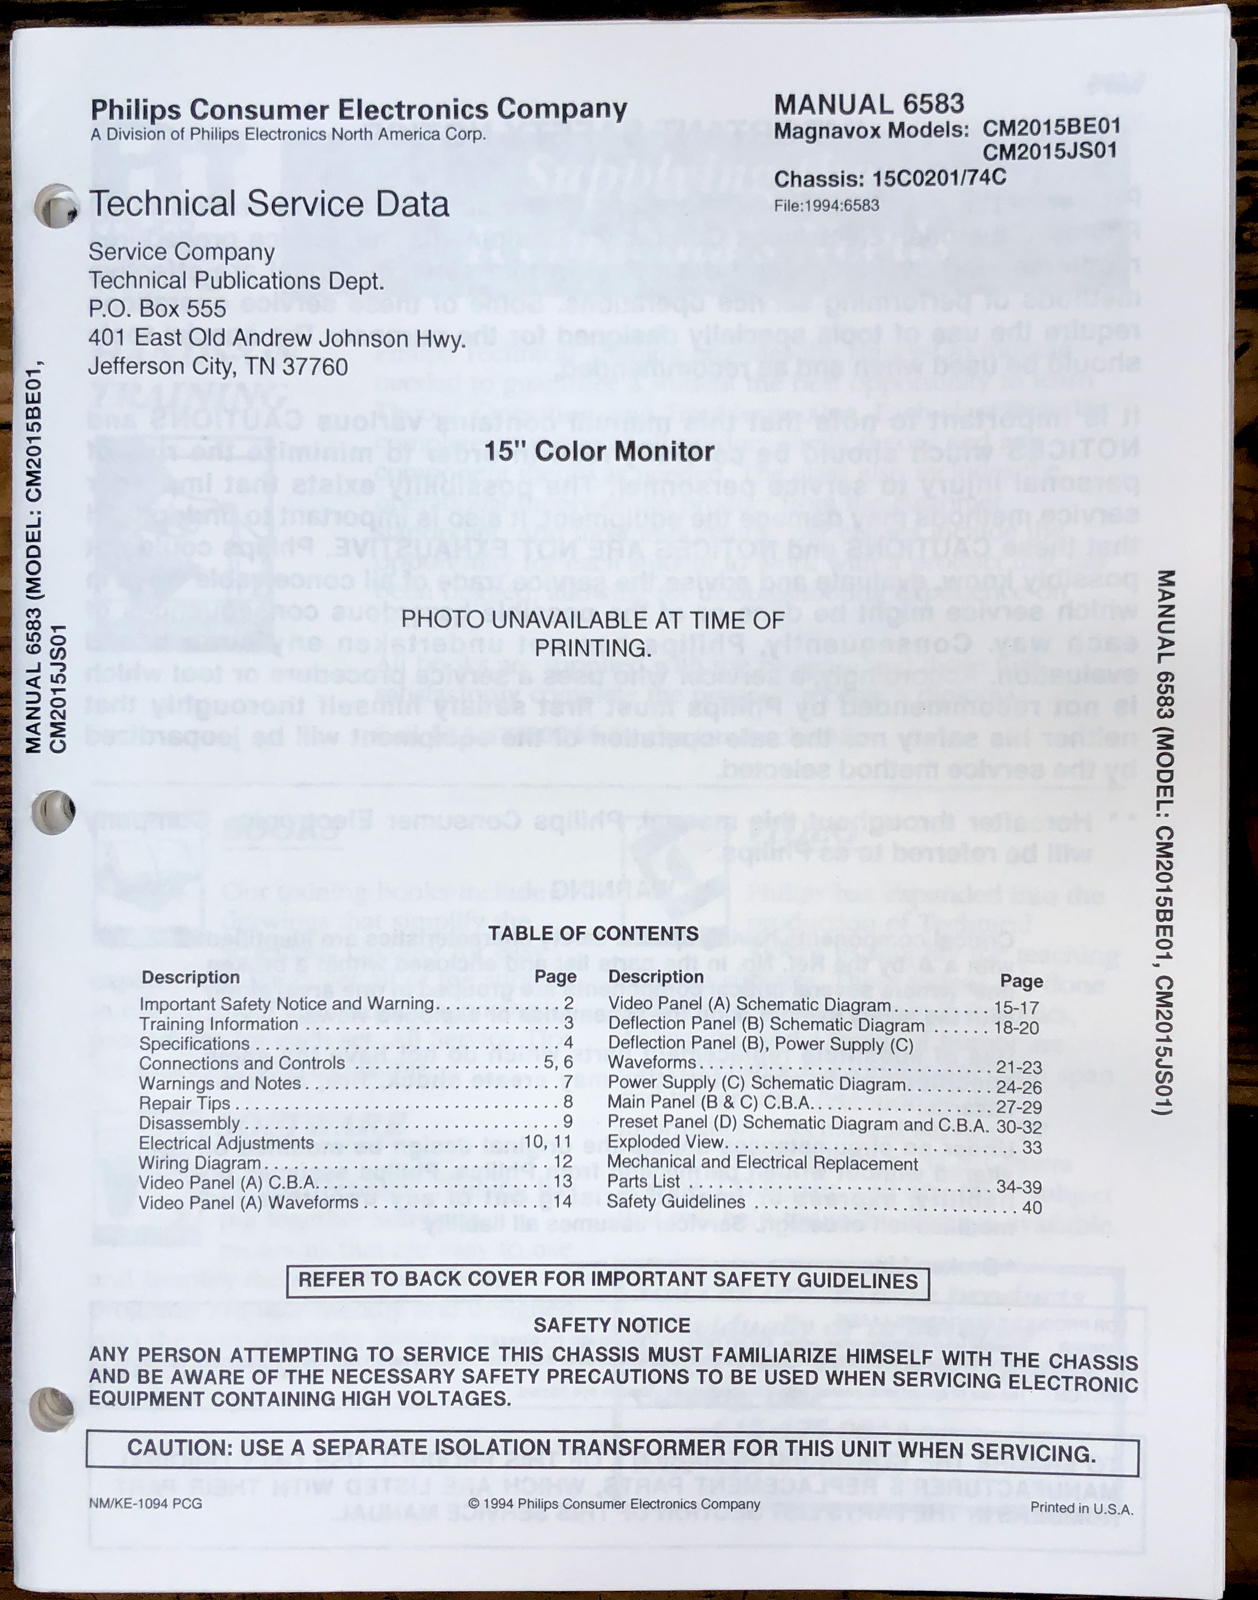 Philips Consumer Electronics Company
A Division of Philips Electronics North America Corp.
MANUAL 6583
Magnavox Models: CM2015BE01
CM2015JS01
Chassis: 15C0201/74C
File:1994:6583
Technical Service Data
Service Company
Technical Publications Dept.
P.O. Box 555
401 East Old Andrew Johnson Hwy.
Jefferson City, TN 37760
MANUAL 6583 (MODEL: CM2015BE01,
CM2015JS01
15" Color Monitor
PHOTO UNAVAILABLE AT TIME OF
PRINTING.
MANUAL 6583 (MODEL: CM2015BE01, CM2015JS01)
TABLE OF CONTENTS
Description Page
Important Safety Notice and Warning. 2
Training Information 3
Specifications 4
Connections and Controls 5, 6
Warnings and Notes 7
Repair Tips 8
Disassembly 9
Electrical Adjustments 10, 11
Wiring Diagram 12
Video Panel (A) C.B.A. 13
Video Panel (A) Waveforms 14
Description Page
Video Panel (A) Schematic Diagram 15-17
Deflection Panel (B) Schematic Diagram 18-20
Deflection Panel (B), Power Supply (C)
Waveforms 21-23
Power Supply (C) Schematic Diagram 24-26
Main Panel (B & C) C.B.A. 27-29
Preset Panel (D) Schematic Diagram and C.B.A. 30-32
Exploded View 33
Mechanical and Electrical Replacement
Parts List 34-39
Safety Guidelines 40
REFER TO BACK COVER FOR IMPORTANT SAFETY GUIDELINES
SAFETY NOTICE
ANY PERSON ATTEMPTING TO SERVICE THIS CHASSIS MUST FAMILIARIZE HIMSELF WITH THE CHASSIS
AND BE AWARE OF THE NECESSARY SAFETY PRECAUTIONS TO BE USED WHEN SERVICING ELECTRONIC
EQUIPMENT CONTAINING HIGH VOLTAGES.
CAUTION: USE A SEPARATE ISOLATION TRANSFORMER FOR THIS UNIT WHEN SERVICING.
NM/KE-1094 PCG
© 1994 Philips Consumer Electronics Company
Printed in U.S.A.